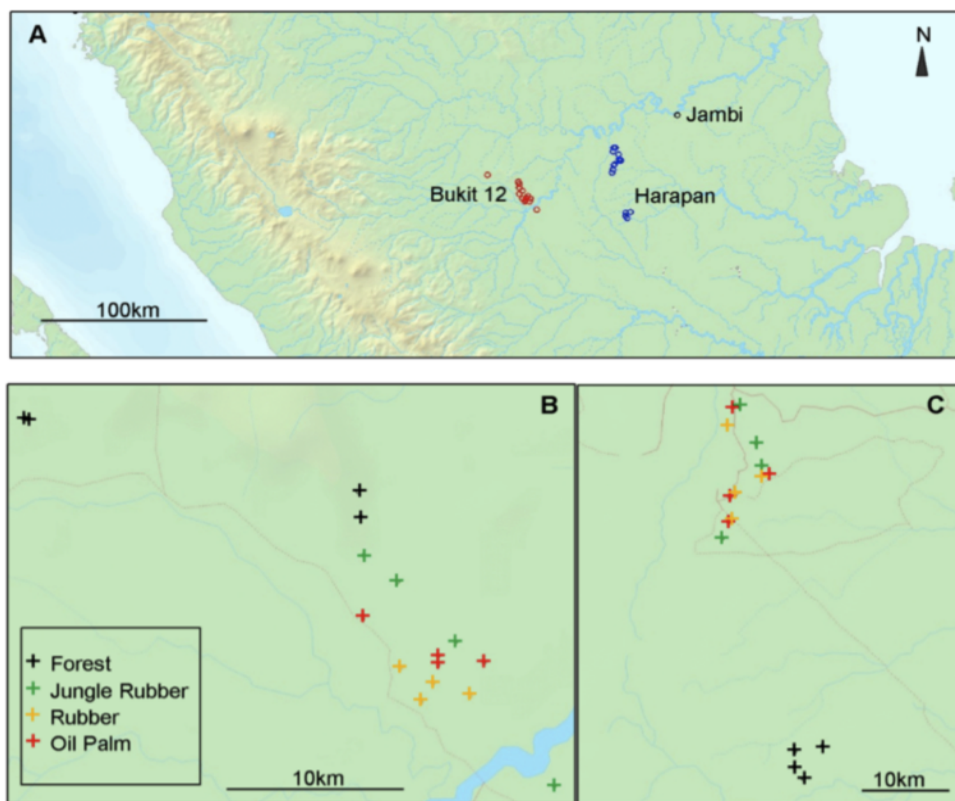 A
N
Jambi
Bukit 12
Harapan
100km
B
C
Forest
Jungle Rubber
Rubber
Oil Palm
10km
10km